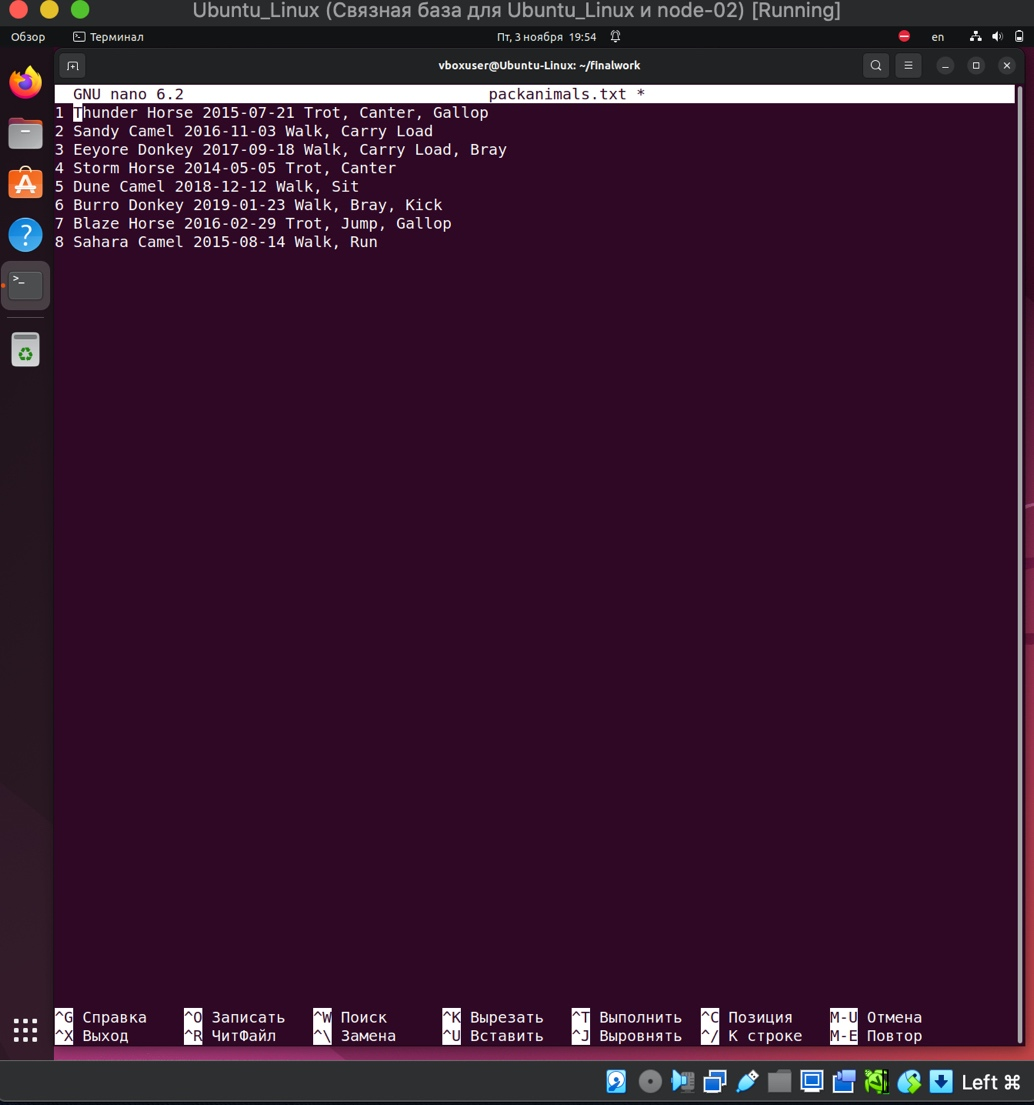 Ubuntu_Linux (Связная база для Ubuntu_Linux и node-02) [Running]
Обзор Терминал Пт, 3 ноября 19:54 en
vboxuser@Ubuntu-Linux: ~/finalwork
GNU nano 6.2 packanimals.txt *
1 Thunder Horse 2015-07-21 Trot, Canter, Gallop
2 Sandy Camel 2016-11-03 Walk, Carry Load
3 Eeyore Donkey 2017-09-18 Walk, Carry Load, Bray
4 Storm Horse 2014-05-05 Trot, Canter
5 Dune Camel 2018-12-12 Walk, Sit
6 Burro Donkey 2019-01-23 Walk, Bray, Kick
7 Blaze Horse 2016-02-29 Trot, Jump, Gallop
8 Sahara Camel 2015-08-14 Walk, Run
^G Справка ^O Записать ^W Поиск ^K Вырезать ^T Выполнить ^C Позиция M-U Отмена
^X Выход ^R ЧитФайл ^\ Замена ^U Вставить ^J Выровнять ^/ К строке M-E Повтор
Left ⌘